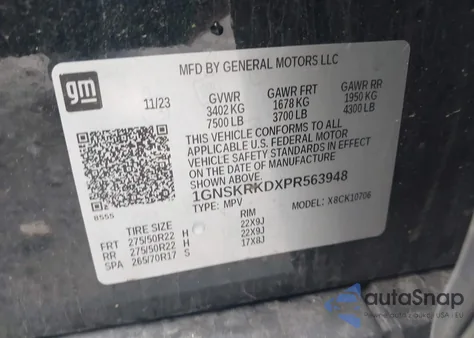 MFD BY GENERAL MOTORS LLC
gm
11/23
GVWR GAWR FRT GAWR RR
3402 KG 1678 KG 1950 KG
7500 LB 3700 LB 4300 LB
THIS VEHICLE CONFORMS TO ALL
APPLICABLE U.S. FEDERAL MOTOR
VEHICLE SAFETY STANDARDS IN EFFECT
ON THE DATE OF MANUFACTURE
1GNSKRKDXPR563948
TYPE: MPV MODEL: X8CK10706
8555
TIRE SIZE RIM
FRT 275/50R22 H 22X9J
RR 275/50R22 H 22X9J
SPA 265/70R17 S 17X8J
autaSnap